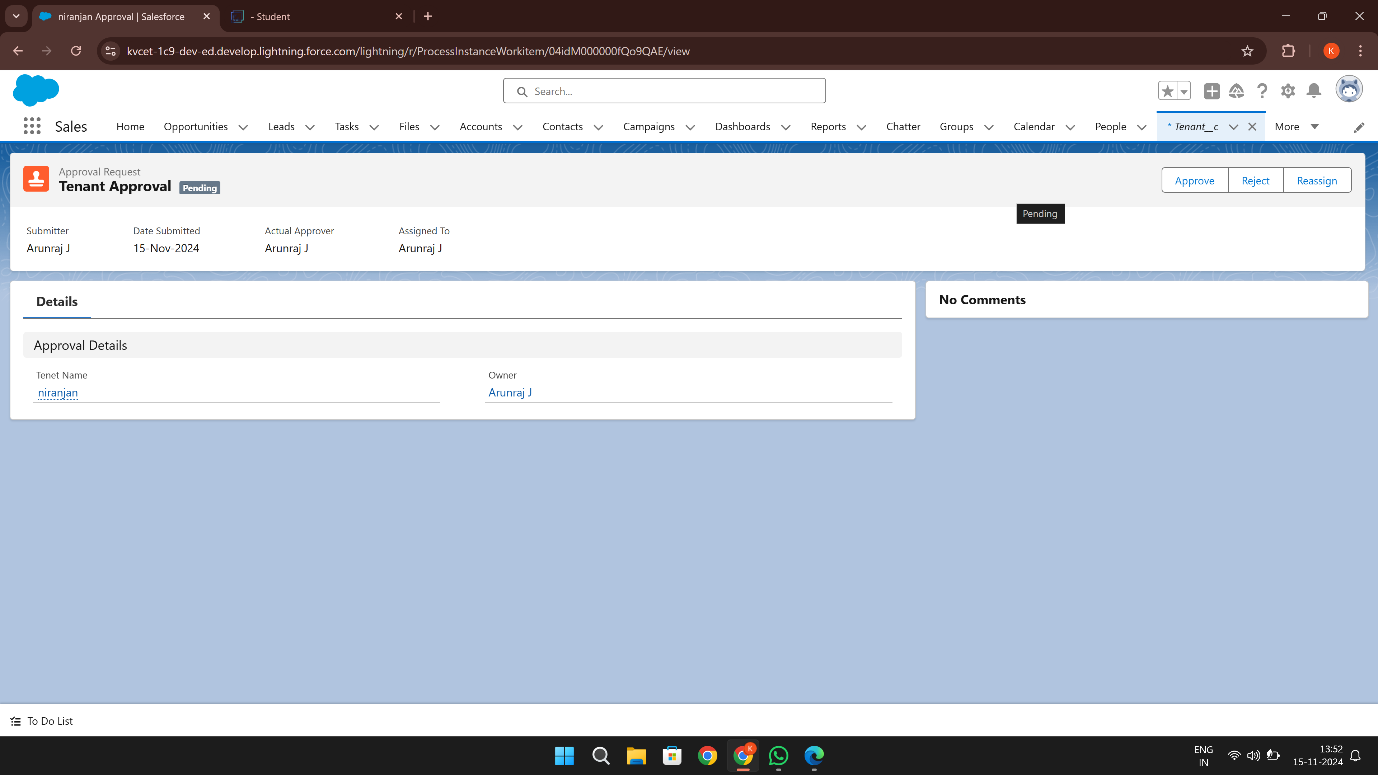 niranjan Approval | Salesforce
- Student
kvcet-1c9-dev-ed.develop.lightning.force.com/lightning/r/ProcessInstanceWorkitem/04idM000000fQo9QAE/view
K
Search...
Sales
Home Opportunities Leads Tasks Files Accounts Contacts Campaigns Dashboards Reports Chatter Groups Calendar People * Tenant__c More
Approval Request
Tenant Approval Pending
Approve Reject Reassign
Pending
Submitter Date Submitted Actual Approver Assigned To
Arunraj J 15-Nov-2024 Arunraj J Arunraj J
Details
No Comments
Approval Details
Tenet Name Owner
niranjan Arunraj J
To Do List
K
ENG 13:52
IN 15-11-2024